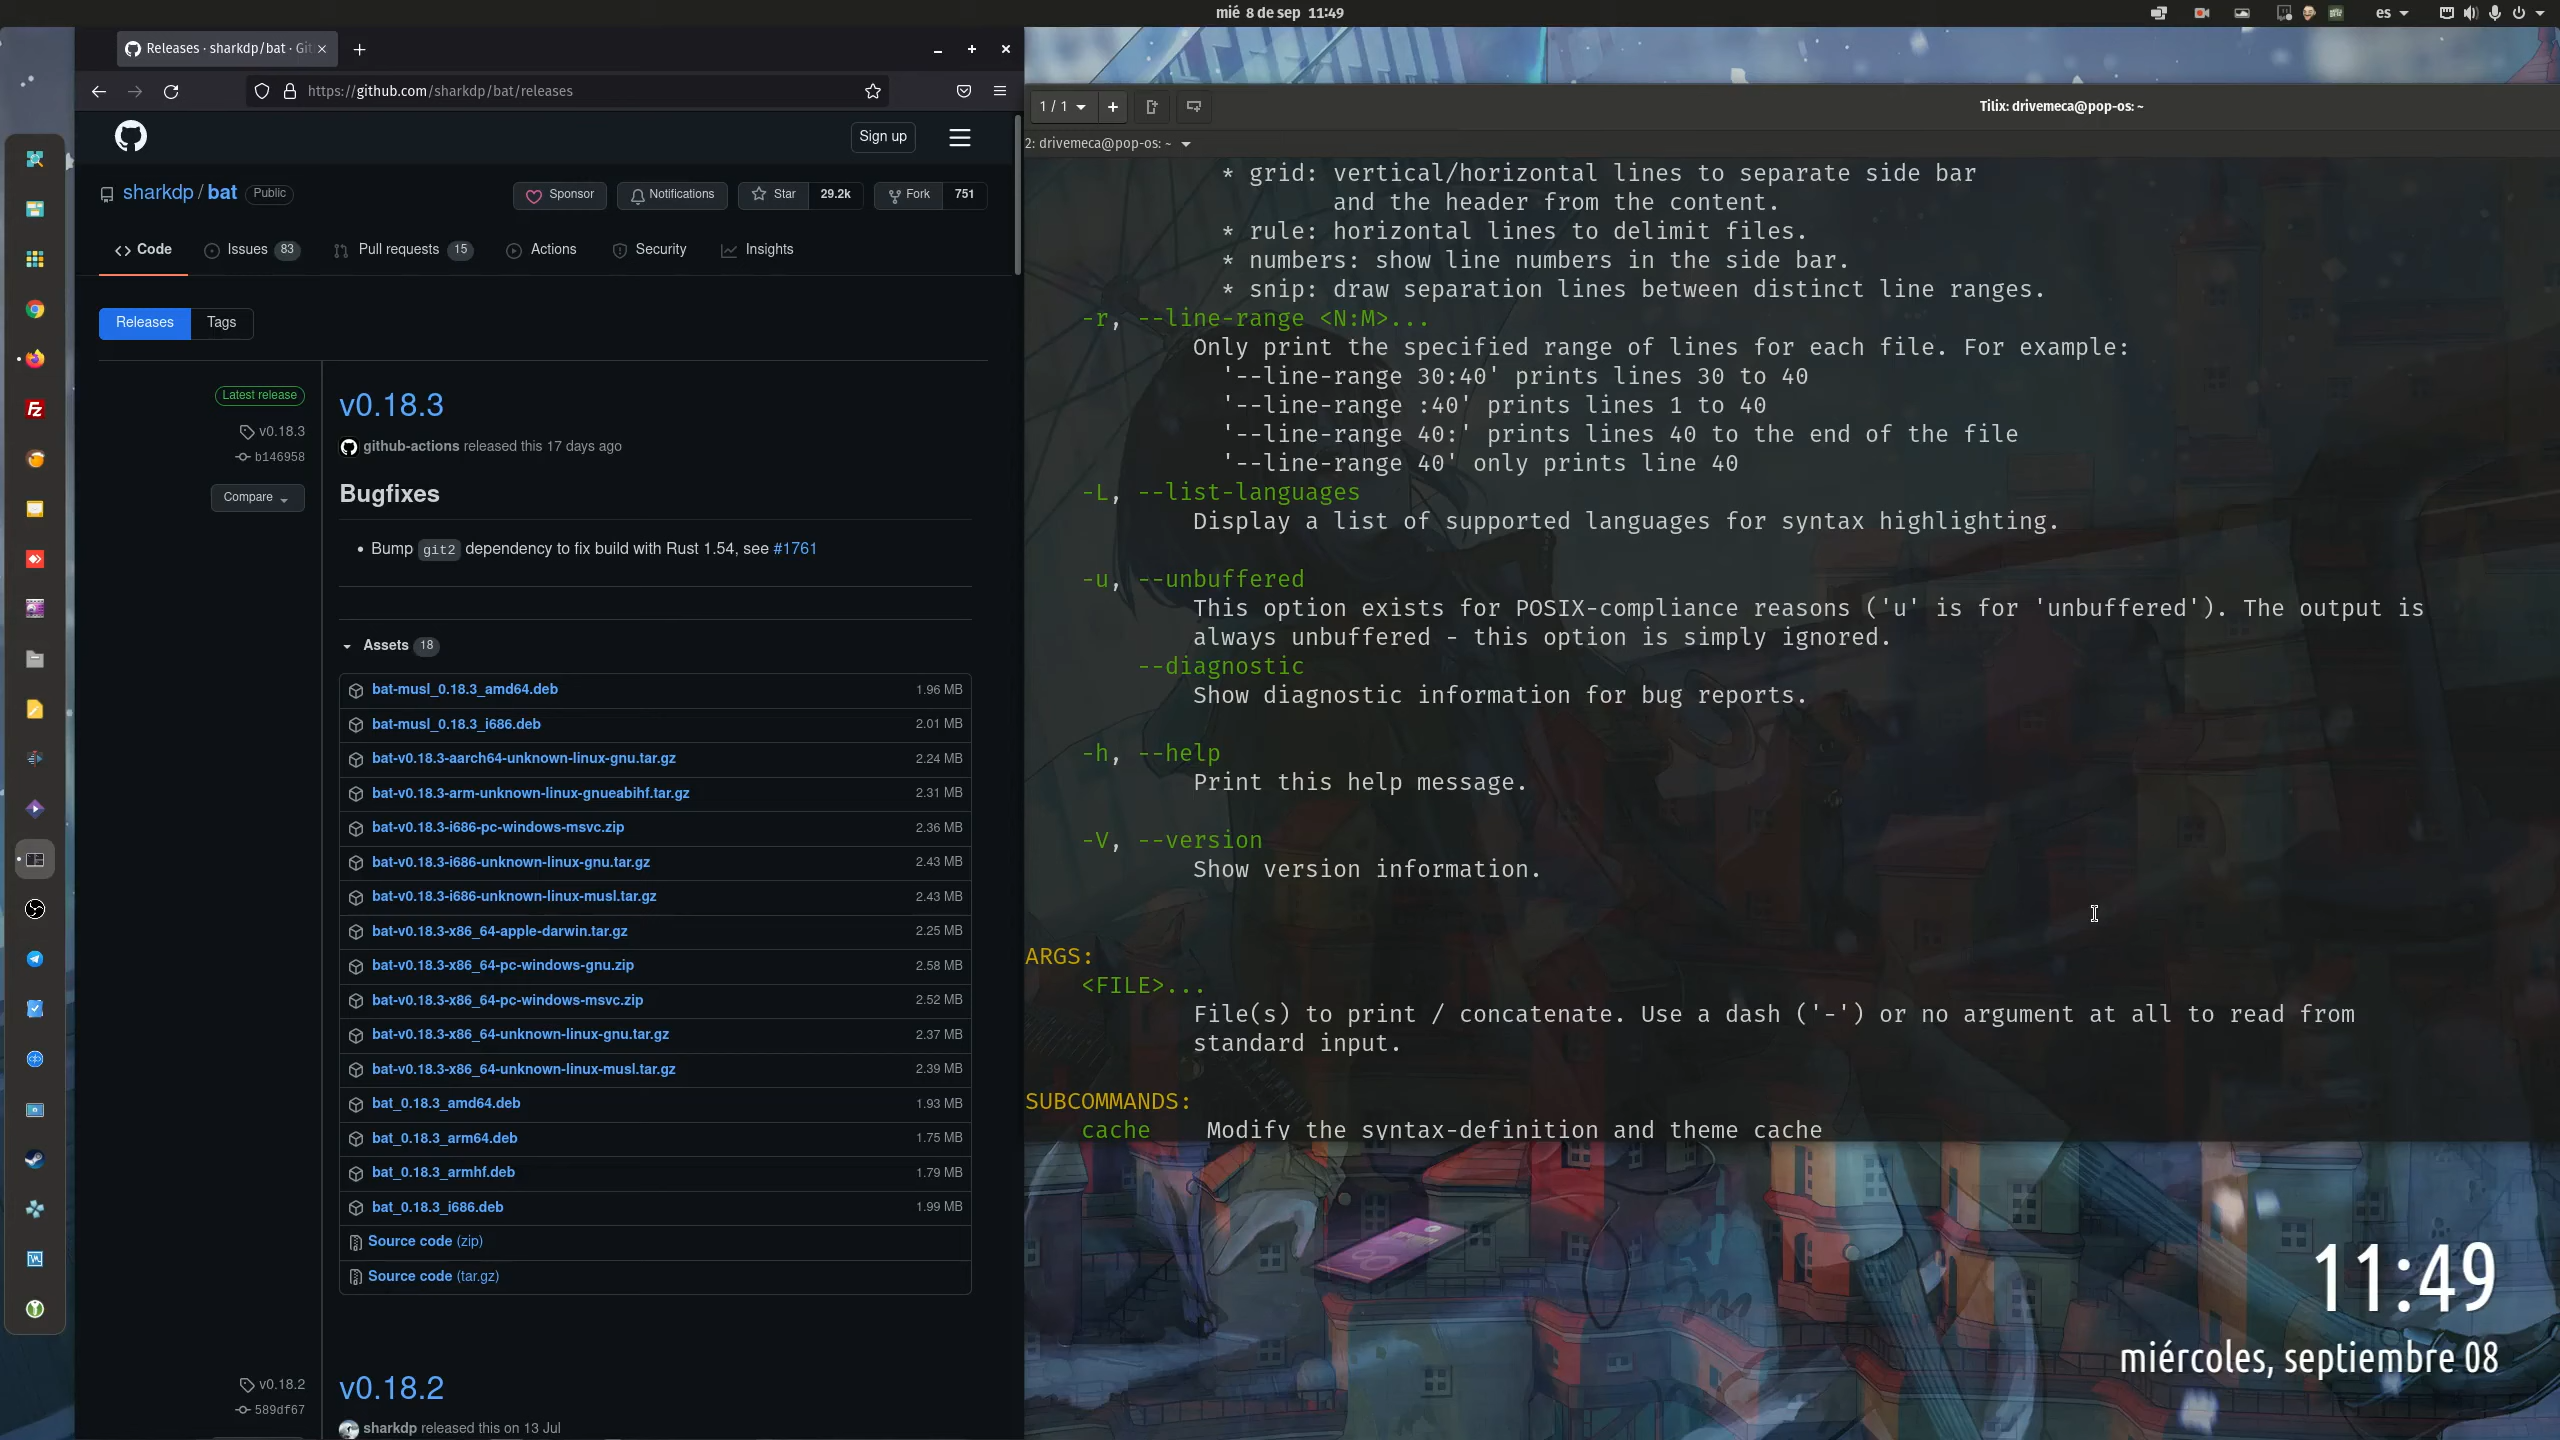 mié 8 de sep 11:49
es
Releases · sharkdp/bat · Git
https://github.com/sharkdp/bat/releases
Sign up
sharkdp / bat Public
Sponsor
Notifications
Star 29.2k
Fork 751
Code
Issues 83
Pull requests 15
Actions
Security
Insights
Releases
Tags
Latest release
v0.18.3
b146958
Compare
v0.18.3
github-actions released this 17 days ago
Bugfixes
• Bump git2 dependency to fix build with Rust 1.54, see #1761
Assets 18
bat-musl_0.18.3_amd64.deb 1.96 MB
bat-musl_0.18.3_i686.deb 2.01 MB
bat-v0.18.3-aarch64-unknown-linux-gnu.tar.gz 2.24 MB
bat-v0.18.3-arm-unknown-linux-gnueabihf.tar.gz 2.31 MB
bat-v0.18.3-i686-pc-windows-msvc.zip 2.36 MB
bat-v0.18.3-i686-unknown-linux-gnu.tar.gz 2.43 MB
bat-v0.18.3-i686-unknown-linux-musl.tar.gz 2.43 MB
bat-v0.18.3-x86_64-apple-darwin.tar.gz 2.25 MB
bat-v0.18.3-x86_64-pc-windows-gnu.zip 2.58 MB
bat-v0.18.3-x86_64-pc-windows-msvc.zip 2.52 MB
bat-v0.18.3-x86_64-unknown-linux-gnu.tar.gz 2.37 MB
bat-v0.18.3-x86_64-unknown-linux-musl.tar.gz 2.39 MB
bat_0.18.3_amd64.deb 1.93 MB
bat_0.18.3_arm64.deb 1.75 MB
bat_0.18.3_armhf.deb 1.79 MB
bat_0.18.3_i686.deb 1.99 MB
Source code (zip)
Source code (tar.gz)
v0.18.2
589df67
v0.18.2
sharkdp released this on 13 Jul
1 / 1
Tilix: drivemeca@pop-os: ~
2: drivemeca@pop-os: ~
* grid: vertical/horizontal lines to separate side bar
and the header from the content.
* rule: horizontal lines to delimit files.
* numbers: show line numbers in the side bar.
* snip: draw separation lines between distinct line ranges.
-r, --line-range <N:M>...
Only print the specified range of lines for each file. For example:
'--line-range 30:40' prints lines 30 to 40
'--line-range :40' prints lines 1 to 40
'--line-range 40:' prints lines 40 to the end of the file
'--line-range 40' only prints line 40
-L, --list-languages
Display a list of supported languages for syntax highlighting.
-u, --unbuffered
This option exists for POSIX-compliance reasons ('u' is for 'unbuffered'). The output is
always unbuffered - this option is simply ignored.
--diagnostic
Show diagnostic information for bug reports.
-h, --help
Print this help message.
-V, --version
Show version information.
ARGS:
<FILE>...
File(s) to print / concatenate. Use a dash ('-') or no argument at all to read from
standard input.
SUBCOMMANDS:
cache Modify the syntax-definition and theme cache
11:49
miércoles, septiembre 08